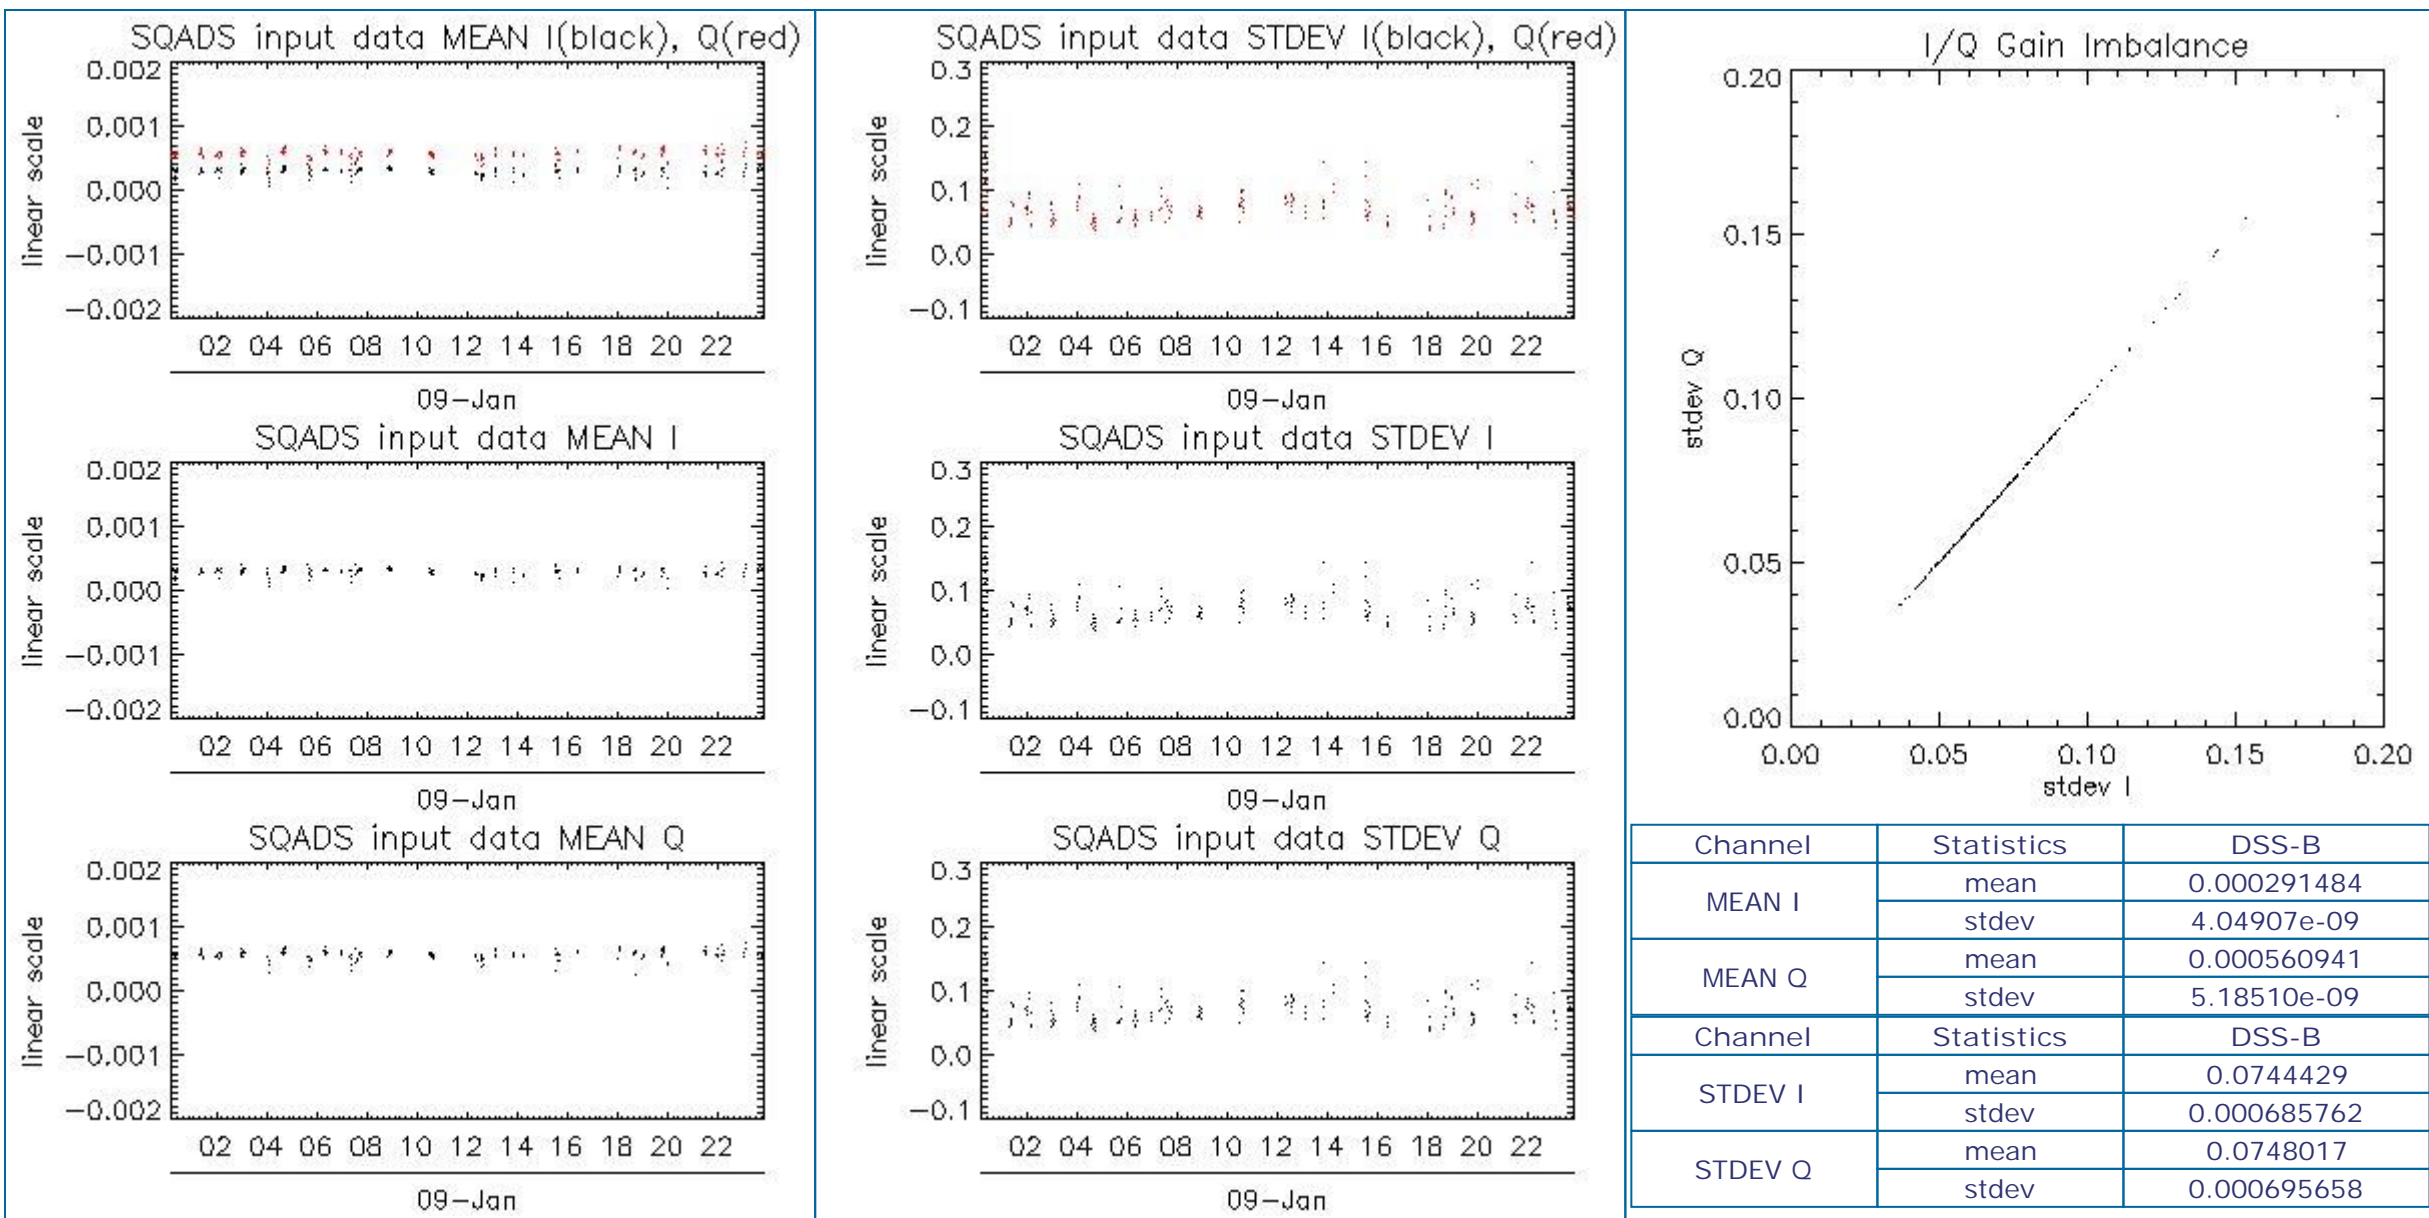 SQADS input data MEAN I(black), Q(red)
0.002
0.001
0.000
-0.001
-0.002
linear scale
02 04 06 08 10 12 14 16 18 20 22
09-Jan
SQADS input data MEAN I
0.002
0.001
0.000
-0.001
-0.002
linear scale
02 04 06 08 10 12 14 16 18 20 22
09-Jan
SQADS input data MEAN Q
0.002
0.001
0.000
-0.001
-0.002
linear scale
02 04 06 08 10 12 14 16 18 20 22
09-Jan
SQADS input data STDEV I(black), Q(red)
0.3
0.2
0.1
0.0
-0.1
linear scale
02 04 06 08 10 12 14 16 18 20 22
09-Jan
SQADS input data STDEV I
0.3
0.2
0.1
0.0
-0.1
linear scale
02 04 06 08 10 12 14 16 18 20 22
09-Jan
SQADS input data STDEV Q
0.3
0.2
0.1
0.0
-0.1
linear scale
02 04 06 08 10 12 14 16 18 20 22
09-Jan
I/Q Gain Imbalance
0.20
0.15
0.10
0.05
0.00
stdev Q
0.00 0.05 0.10 0.15 0.20
stdev I
Channel Statistics DSS-B
MEAN I mean 0.000291484
stdev 4.04907e-09
MEAN Q mean 0.000560941
stdev 5.18510e-09
Channel Statistics DSS-B
STDEV I mean 0.0744429
stdev 0.000685762
STDEV Q mean 0.0748017
stdev 0.000695658